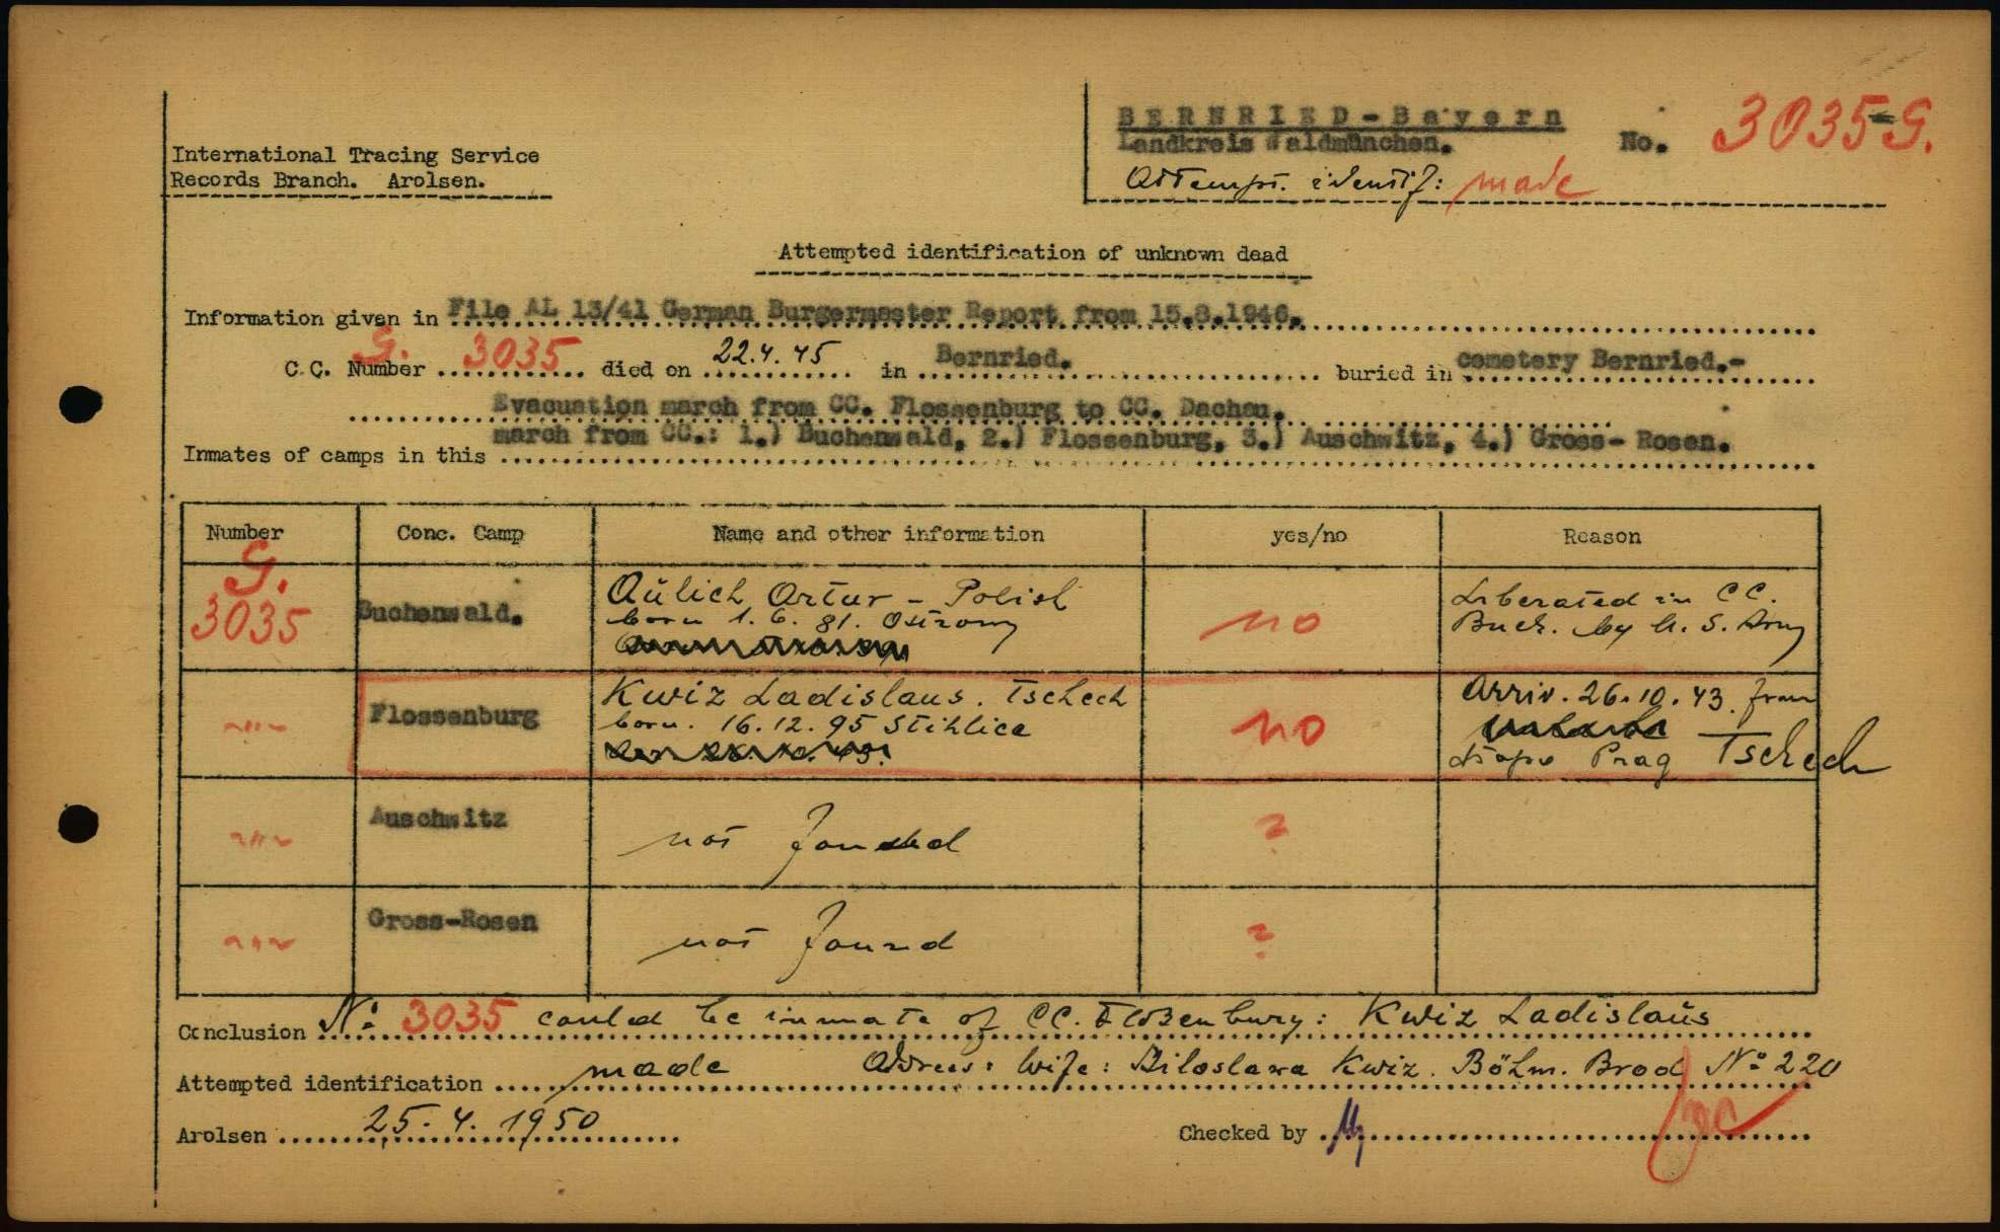 BERNRIED-Bayern
Landkreis Waldmünchen. No. 3035-G.
International Tracing Service
Records Branch. Arolsen.
Attempt. identif: made
Attempted identification of unknown dead
Information given in File AL 13/41 German Burgermaster Report from 15.8.1946.
C.C. Number G. 3035 died on 22.4.45 in Bernried. buried in cemetery Bernried.-
Evacuation march from CC. Flossenburg to CC. Dachau.
Inmates of camps in this march from CC.: 1.) Buchenwald, 2.) Flossenburg, 3.) Auschwitz, 4.) Gross-Rosen.
Number Conc. Camp Name and other information yes/no Reason
G. 3035 Buchenwald. Aülich Artur - Polish no Liberated in CC.
born 1. 6. 81. Buch. by U. S. Army
-"- Flossenburg Kwiz Ladislaus. Tschech no Arriv. 26.10.43. from
born. 16.12.95 Stihlice
Prag Tschech
-"- Auschwitz not found ?
-"- Gross-Rosen not found ?
Conclusion No 3035 could be inmate of CC. Floßenburg: Kwiz Ladislaüs
Attempted identification made Adress: Wife: Kwiz. Böhm. Brod No 220
Arolsen 25. 4. 1950 Checked by